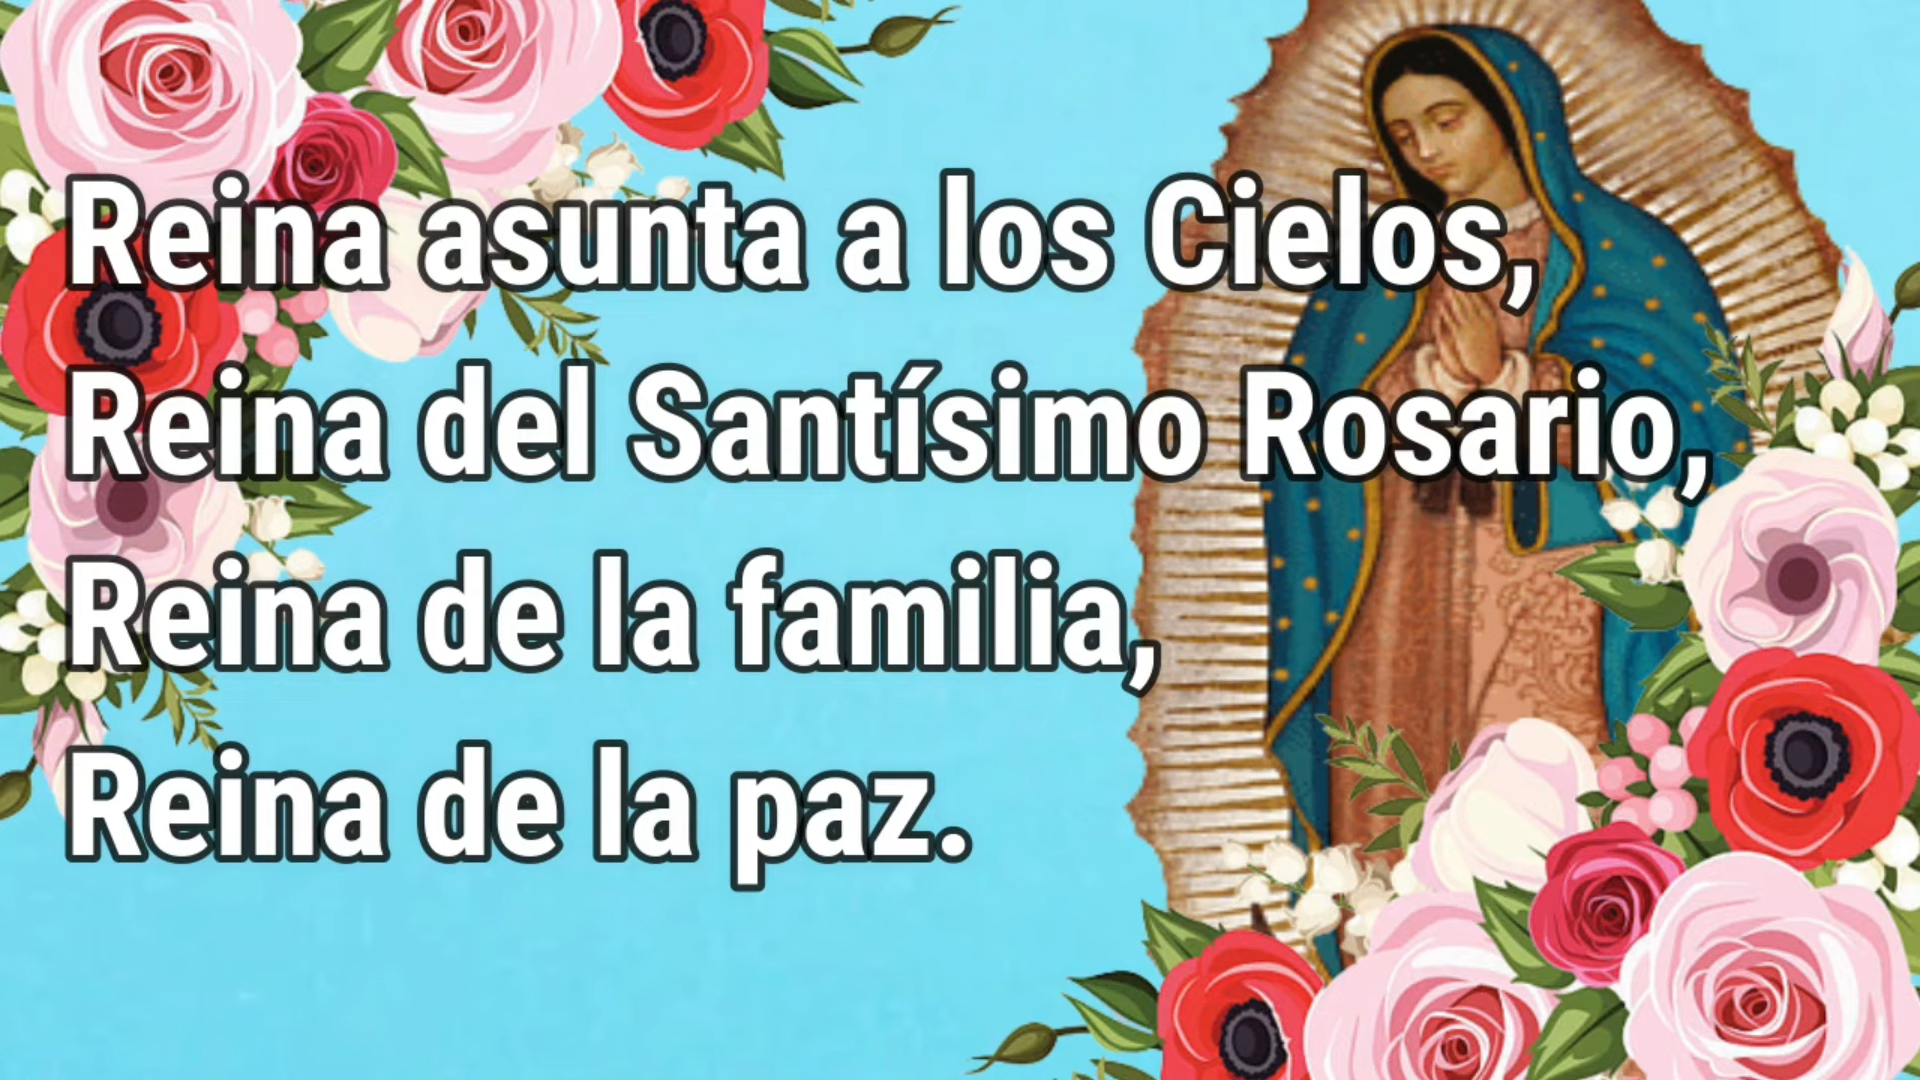 Reina asunta a los Cielos,
Reina del Santísimo Rosario,
Reina de la familia,
Reina de la paz.